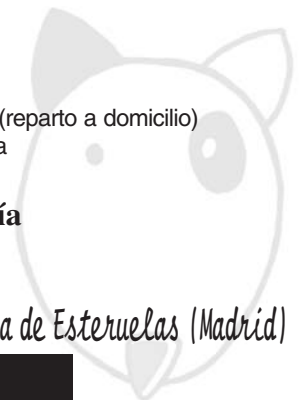 (reparto a domicilio)
a
ía
a de Esteruelas (Madrid)